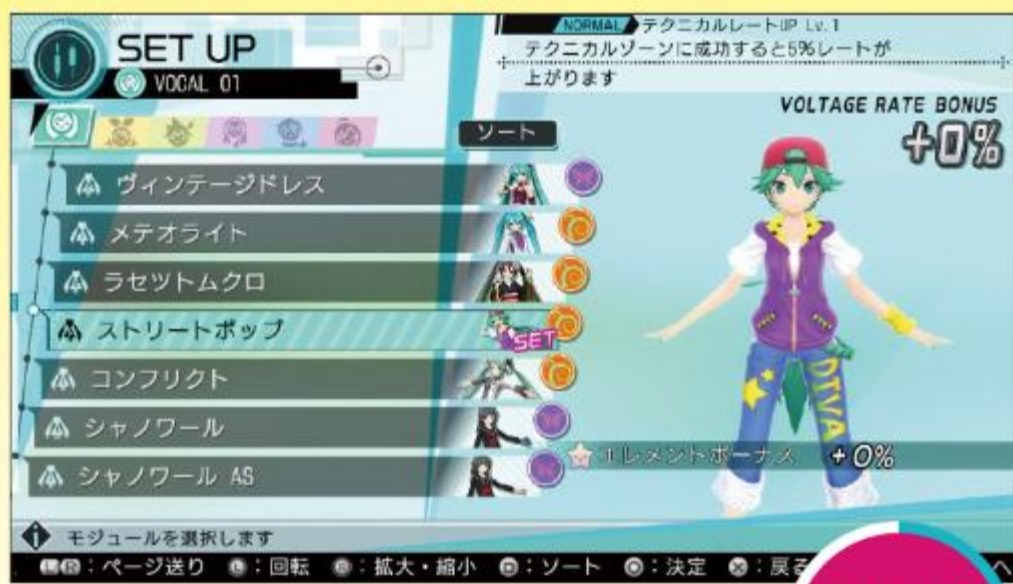 SET UP
VOCAL 01
NORMAL テクニカルレートUP Lv.1
テクニカルゾーンに成功すると5%レートが
上がります
VOLTAGE RATE BONUS
+0%
ソート
ヴィンテージドレス
メテオライト
ラセツトムクロ
ストリートポップ
SET
コンフリクト
シャノワール
シャノワール AS
DIVA
エレメントボーナス +0%
モジュールを選択します
:ページ送り :回転 :拡大・縮小 :ソート :決定 :戻る
へ